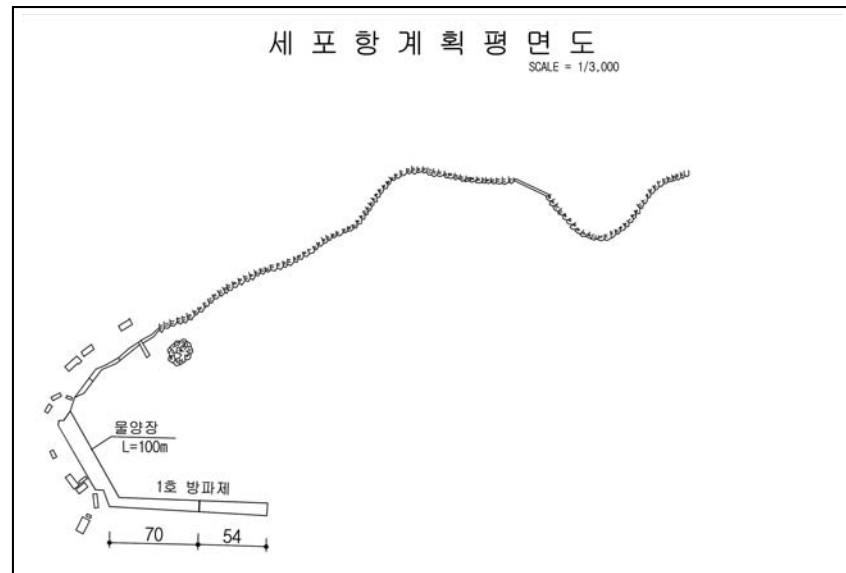 세 포 항 계 획 평 면 도
SCALE = 1/3,000
물양장
L=100m
1호 방파제
70 54